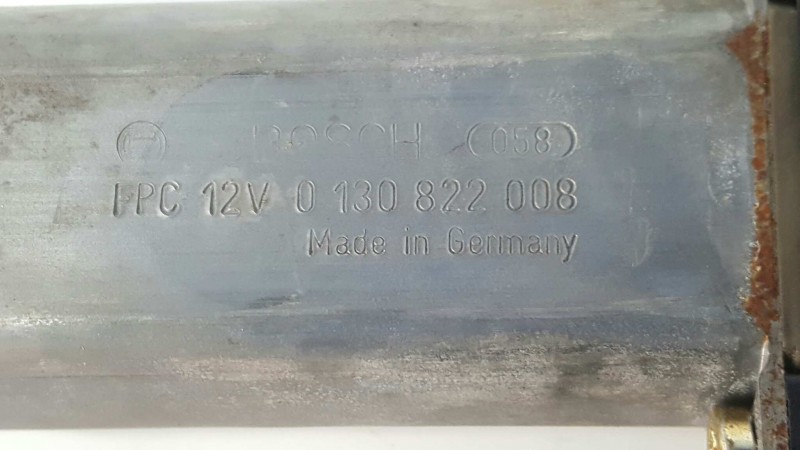 BOSCH (058)
FPC 12V 0 130 822 008
Made in Germany